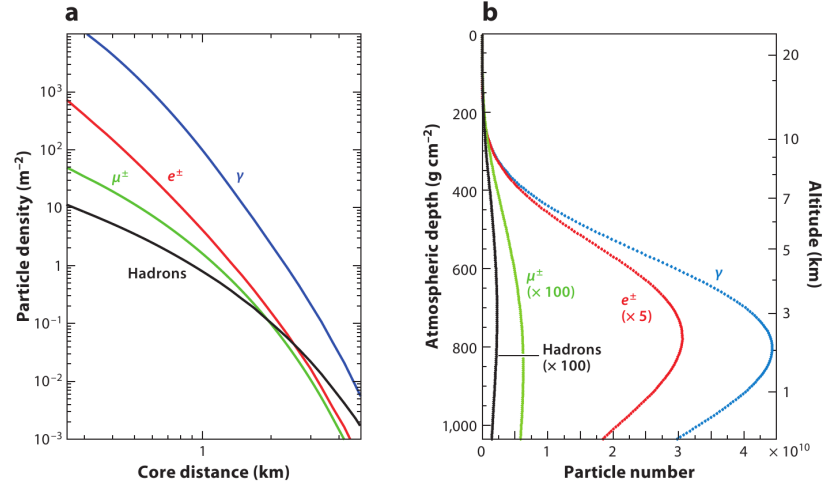 a
Particle density (m⁻²)
10³
10²
10
1
10⁻¹
10⁻²
10⁻³
μ±
e±
γ
Hadrons
1
Core distance (km)
b
Atmospheric depth (g cm⁻²)
0
200
400
600
800
1,000
μ±
(× 100)
e±
(× 5)
γ
Hadrons
(× 100)
20
10
7
5
3
1
Altitude (km)
0 1 2 3 4 × 10¹⁰
Particle number